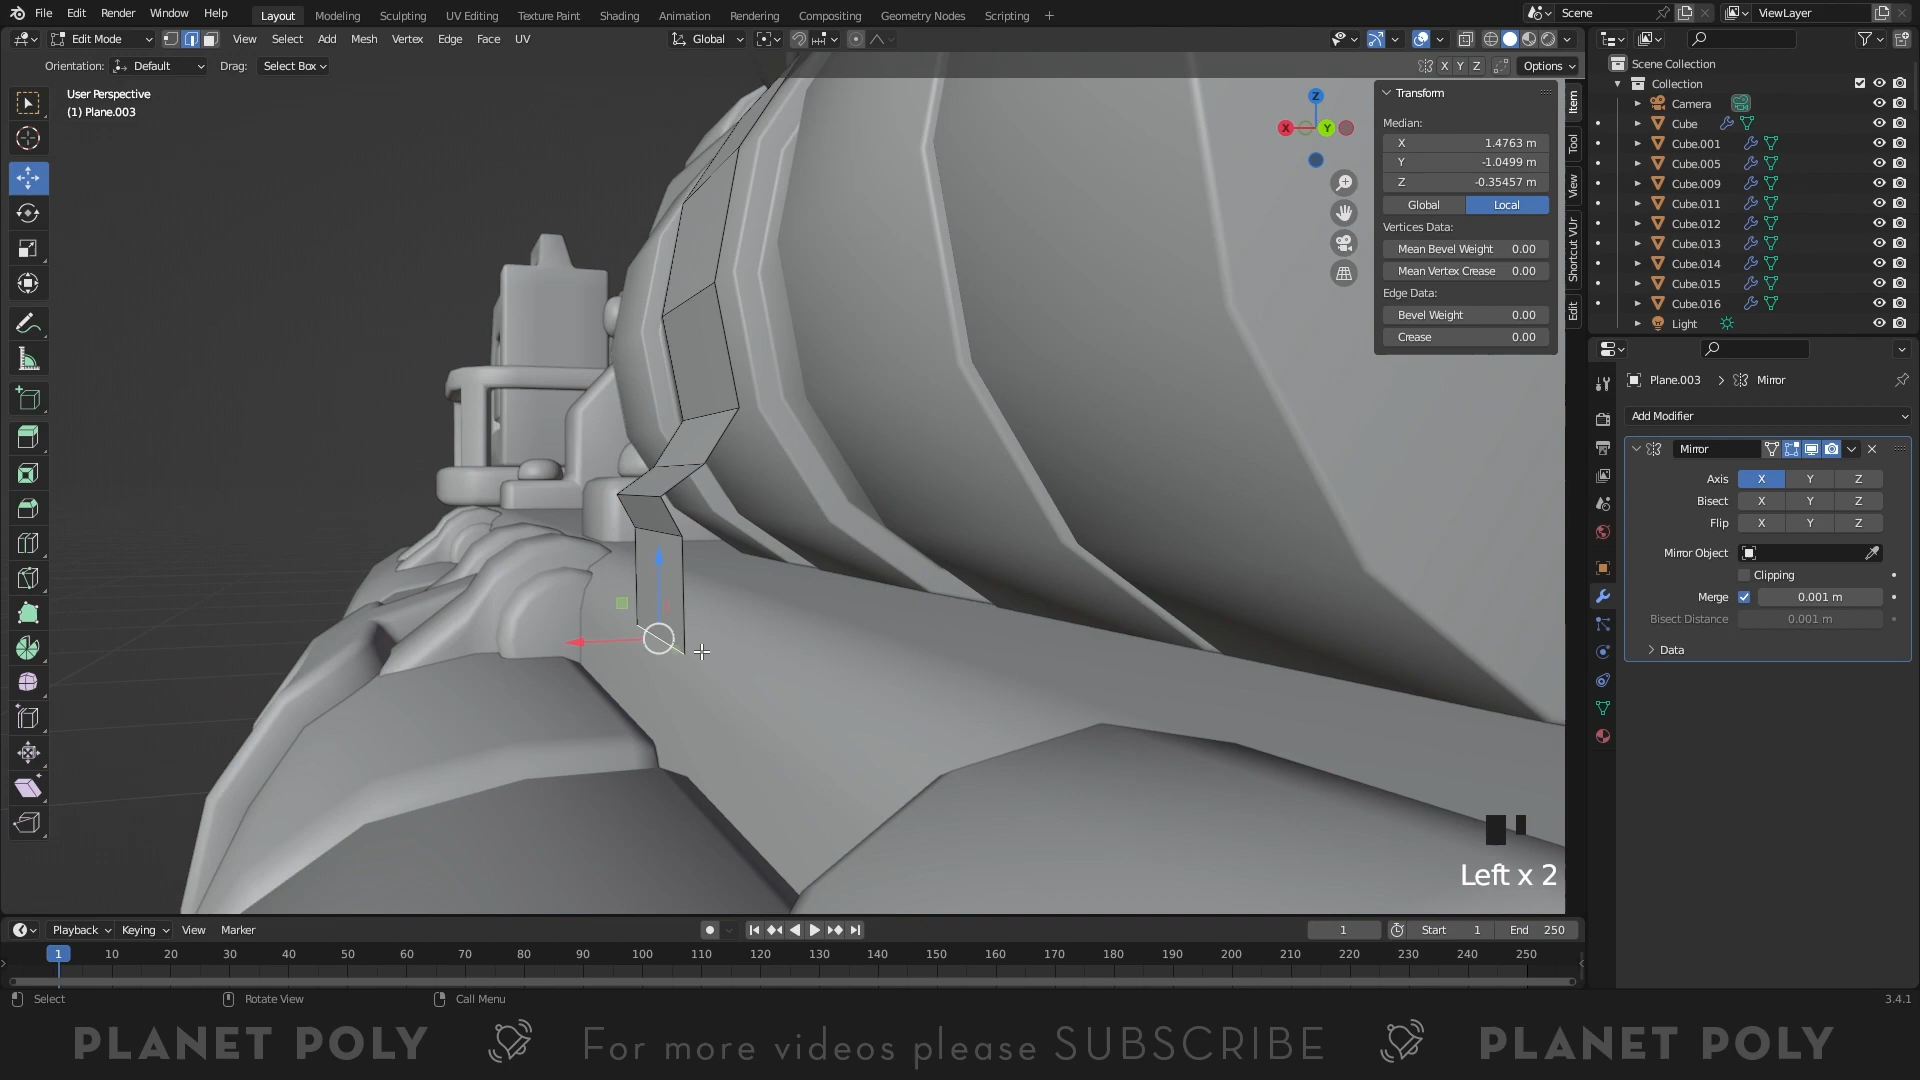 File Edit Render Window Help Layout Modeling Sculpting UV Editing Texture Paint Shading Animation Rendering Compositing Geometry Nodes Scripting + Scene ViewLayer
Edit Mode View Select Add Mesh Vertex Edge Face UV Global
Orientation: Default Drag: Select Box X Y Z Options
User Perspective
(1) Plane.003
Z
X
Y
Transform
Median:
X 1.4763 m
Y -1.0499 m
Z -0.35457 m
Global Local
Vertices Data:
Mean Bevel Weight 0.00
Mean Vertex Crease 0.00
Edge Data:
Bevel Weight 0.00
Crease 0.00
Item
Tool
View
Shortcut VUr
Edit
Scene Collection
Collection
Camera
Cube
Cube.001
Cube.005
Cube.009
Cube.011
Cube.012
Cube.013
Cube.014
Cube.015
Cube.016
Light
Plane.003 > Mirror
Add Modifier
Mirror
Axis X Y Z
Bisect X Y Z
Flip X Y Z
Mirror Object
Clipping
Merge 0.001 m
Bisect Distance 0.001 m
Data
Left x 2
Playback Keying View Marker 1 Start 1 End 250
1 10 20 30 40 50 60 70 80 90 100 110 120 130 140 150 160 170 180 190 200 210 220 230 240 250
Select Rotate View Call Menu 3.4.1
PLANET POLY For more videos please SUBSCRIBE PLANET POLY